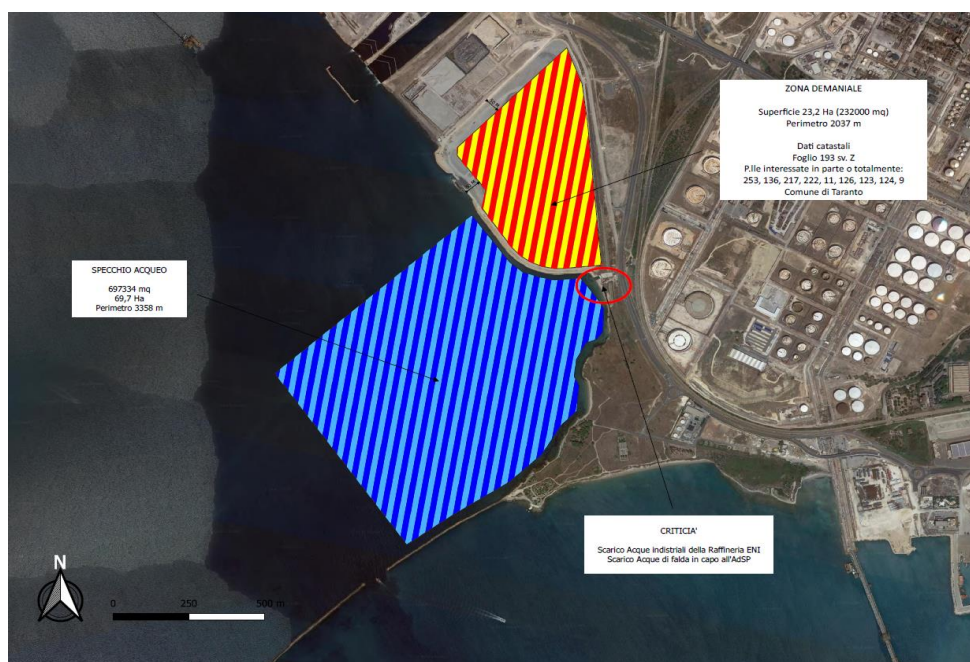 ZONA DEMANIALE
Superficie 23,2 Ha (232000 mq)
Perimetro 2037 m
Dati catastali
Foglio 193 sv. Z
P.lle interessate in parte o totalmente:
253, 136, 217, 222, 11, 126, 123, 124, 9
Comune di Taranto
SPECCHIO ACQUEO
697334 mq
69,7 Ha
Perimetro 3358 m
CRITICIA'
Scarico Acque indistriali della Raffineria ENI
Scarico Acque di falda in capo all'AdSP
N
0 250 500 m